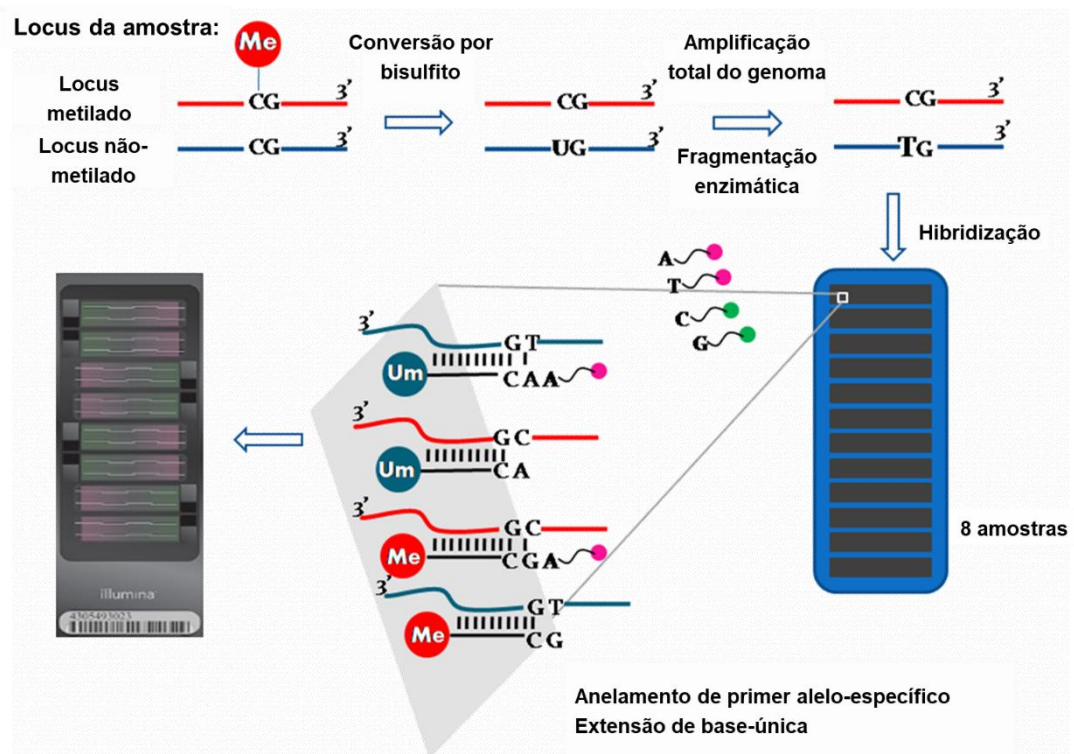 Locus da amostra:
Me
Conversão por
bisulfito
Amplificação
total do genoma
Locus
metilado
CG
3’
CG
3’
CG
3’
Locus não-
metilado
CG
3’
UG
3’
TG
3’
Fragmentação
enzimática
Hibridização
A
T
C
G
3’
GT
Um
CAA
3’
GC
Um
CA
3’
GC
Me
CGA
3’
GT
Me
CG
8 amostras
illumina
4305493023
Anelamento de primer alelo-específico
Extensão de base-única